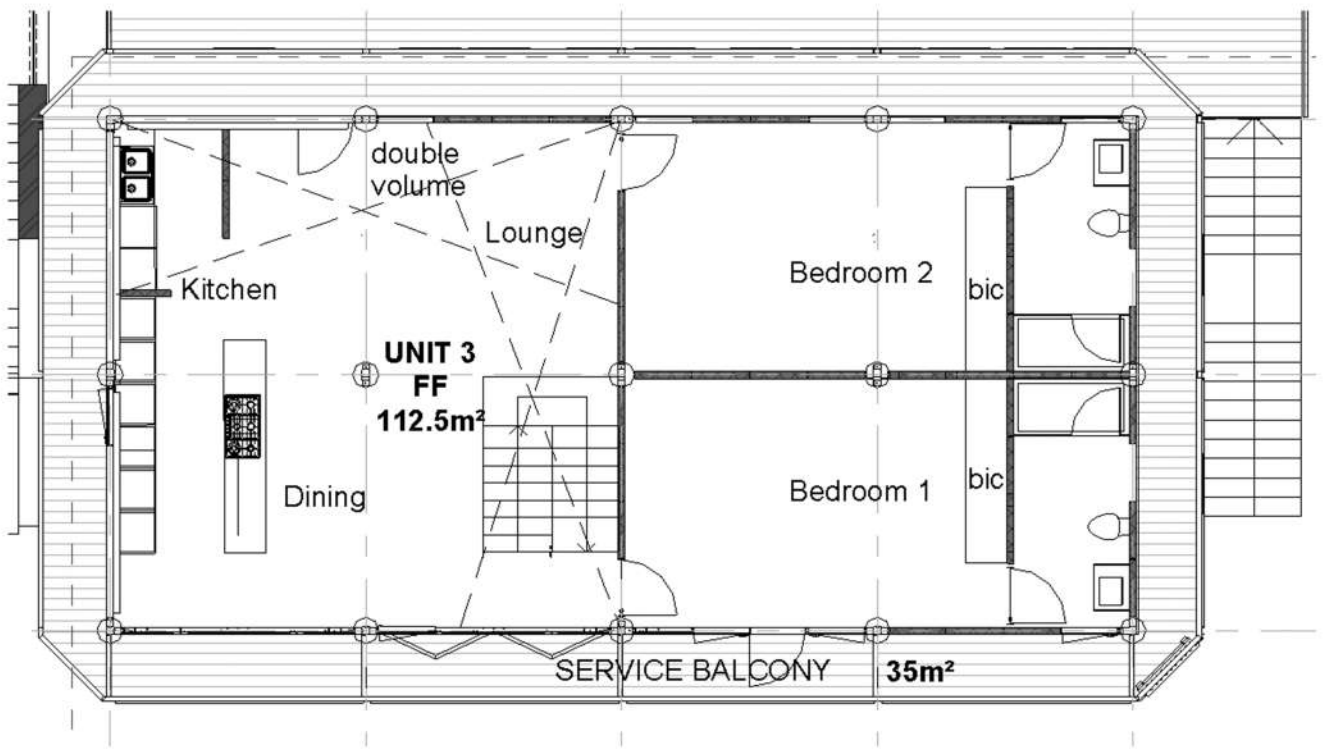 double
volume
Lounge
Kitchen
Bedroom 2
bic
UNIT 3
FF
112.5m²
Dining
Bedroom 1
bic
SERVICE BALCONY 35m²